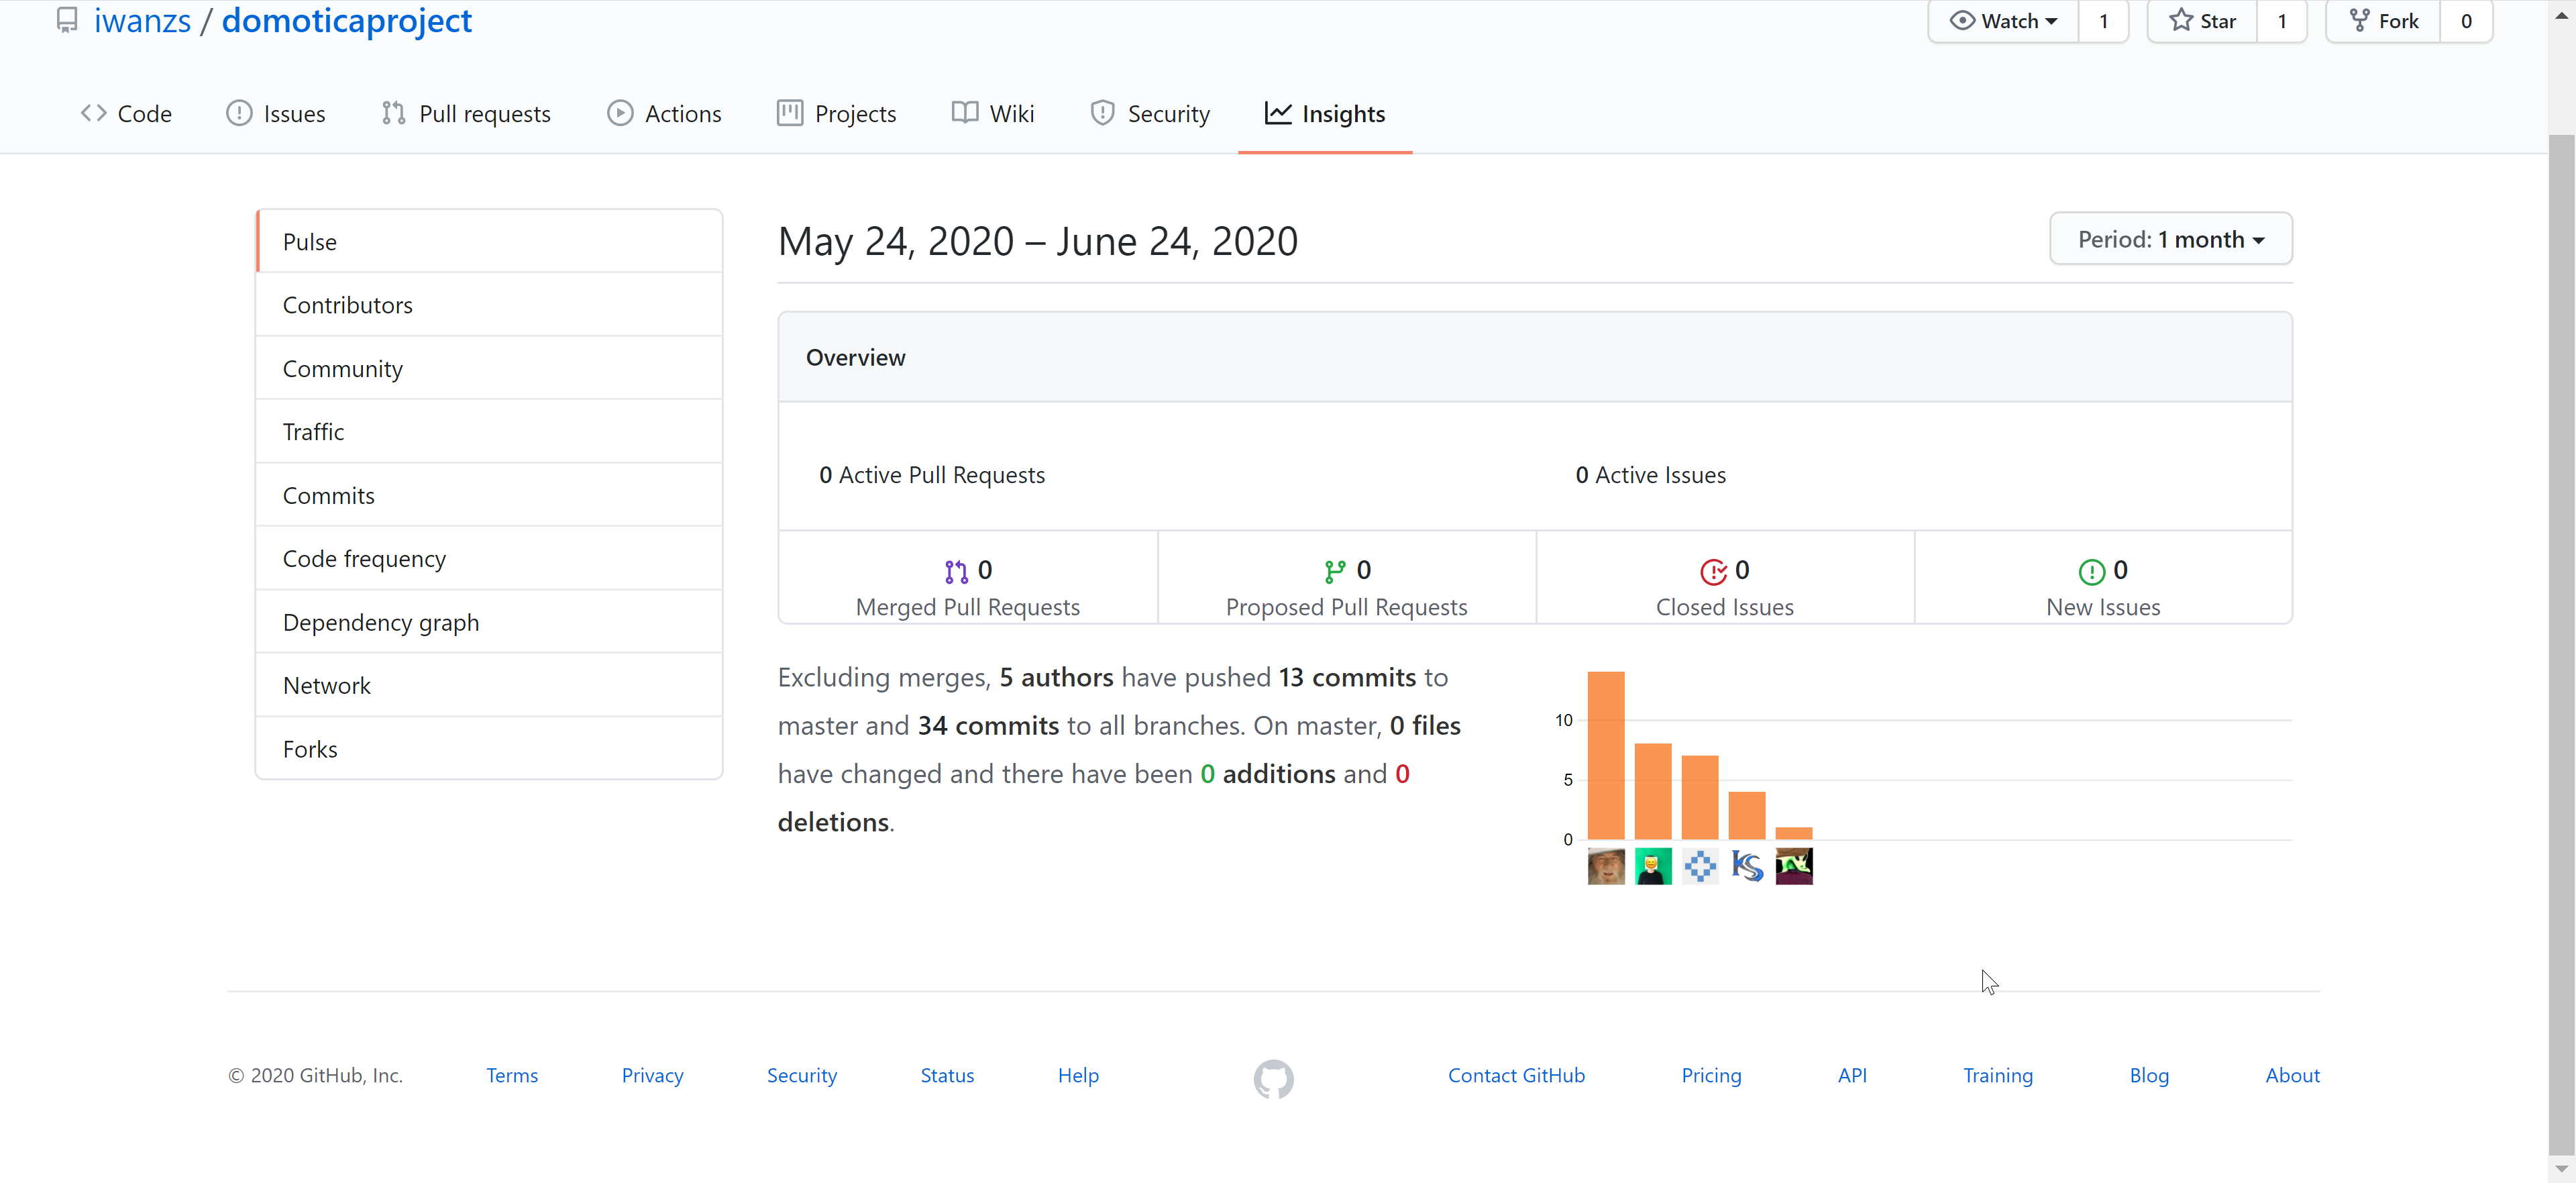 iwanzs / domoticaproject
Watch 1
Star 1
Fork 0
Code
Issues
Pull requests
Actions
Projects
Wiki
Security
Insights
Pulse
Contributors
Community
Traffic
Commits
Code frequency
Dependency graph
Network
Forks
May 24, 2020 – June 24, 2020
Period: 1 month
Overview
0 Active Pull Requests
0 Active Issues
0
Merged Pull Requests
0
Proposed Pull Requests
0
Closed Issues
0
New Issues
Excluding merges, 5 authors have pushed 13 commits to
master and 34 commits to all branches. On master, 0 files
have changed and there have been 0 additions and 0
deletions.
10
5
0
KS
© 2020 GitHub, Inc.
Terms
Privacy
Security
Status
Help
Contact GitHub
Pricing
API
Training
Blog
About